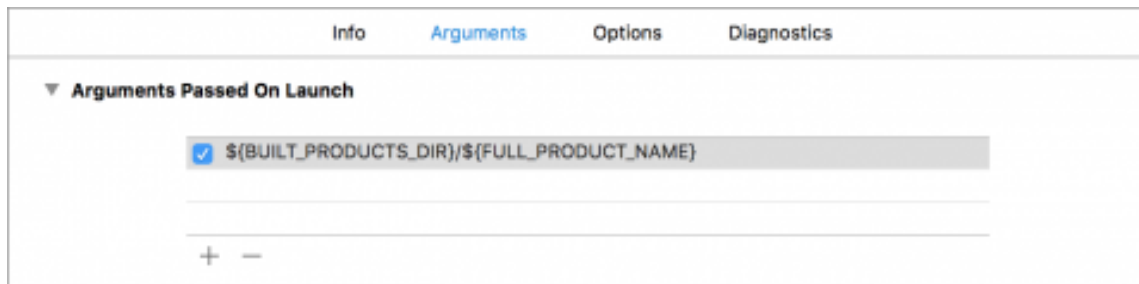 Info Arguments Options Diagnostics
Arguments Passed On Launch
${BUILT_PRODUCTS_DIR}/${FULL_PRODUCT_NAME}
+ −